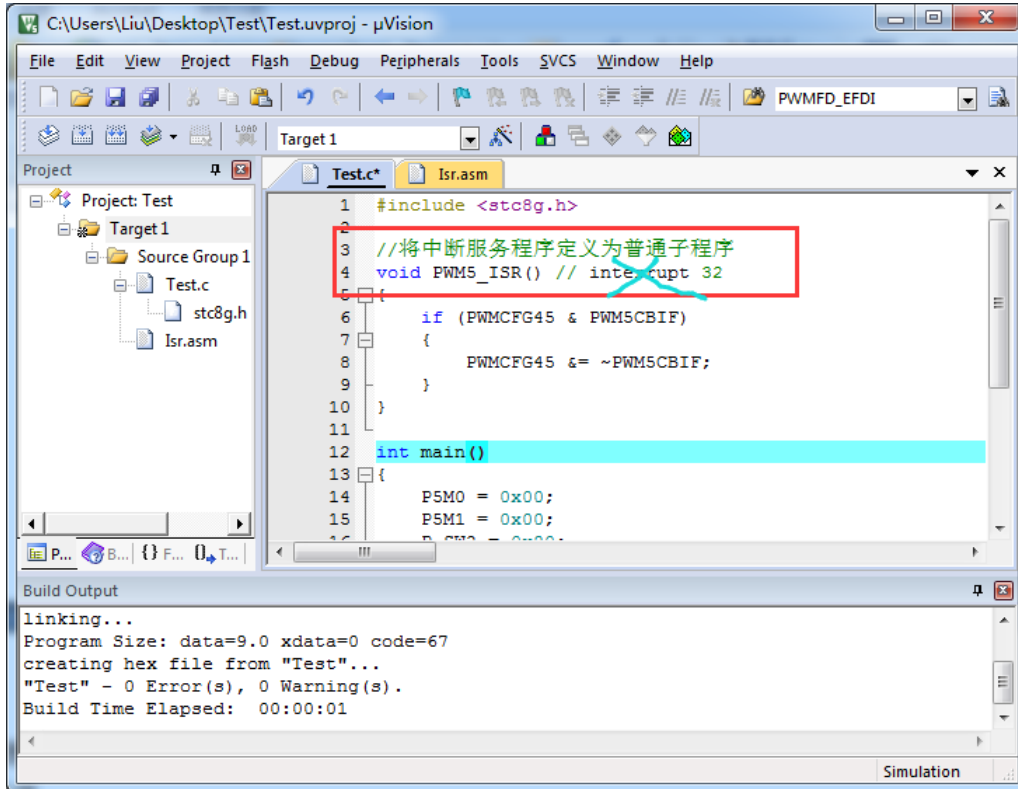 C:\Users\Liu\Desktop\Test\Test.uvproj - µVision
File Edit View Project Flash Debug Peripherals Tools SVCS Window Help
PWMFD_EFDI
LOAD Target 1
Project
Test.c* Isr.asm
Project: Test
Target 1
Source Group 1
Test.c
stc8g.h
Isr.asm
1 #include <stc8g.h>
2
3 //将中断服务程序定义为普通子程序
4 void PWM5_ISR() // interrupt 32
5 {
6 if (PWMCFG45 & PWM5CBIF)
7 {
8 PWMCFG45 &= ~PWM5CBIF;
9 }
10 }
11
12 int main()
13 {
14 P5M0 = 0x00;
15 P5M1 = 0x00;
P... B... {} F... T...
Build Output
linking...
Program Size: data=9.0 xdata=0 code=67
creating hex file from "Test"...
"Test" - 0 Error(s), 0 Warning(s).
Build Time Elapsed: 00:00:01
Simulation